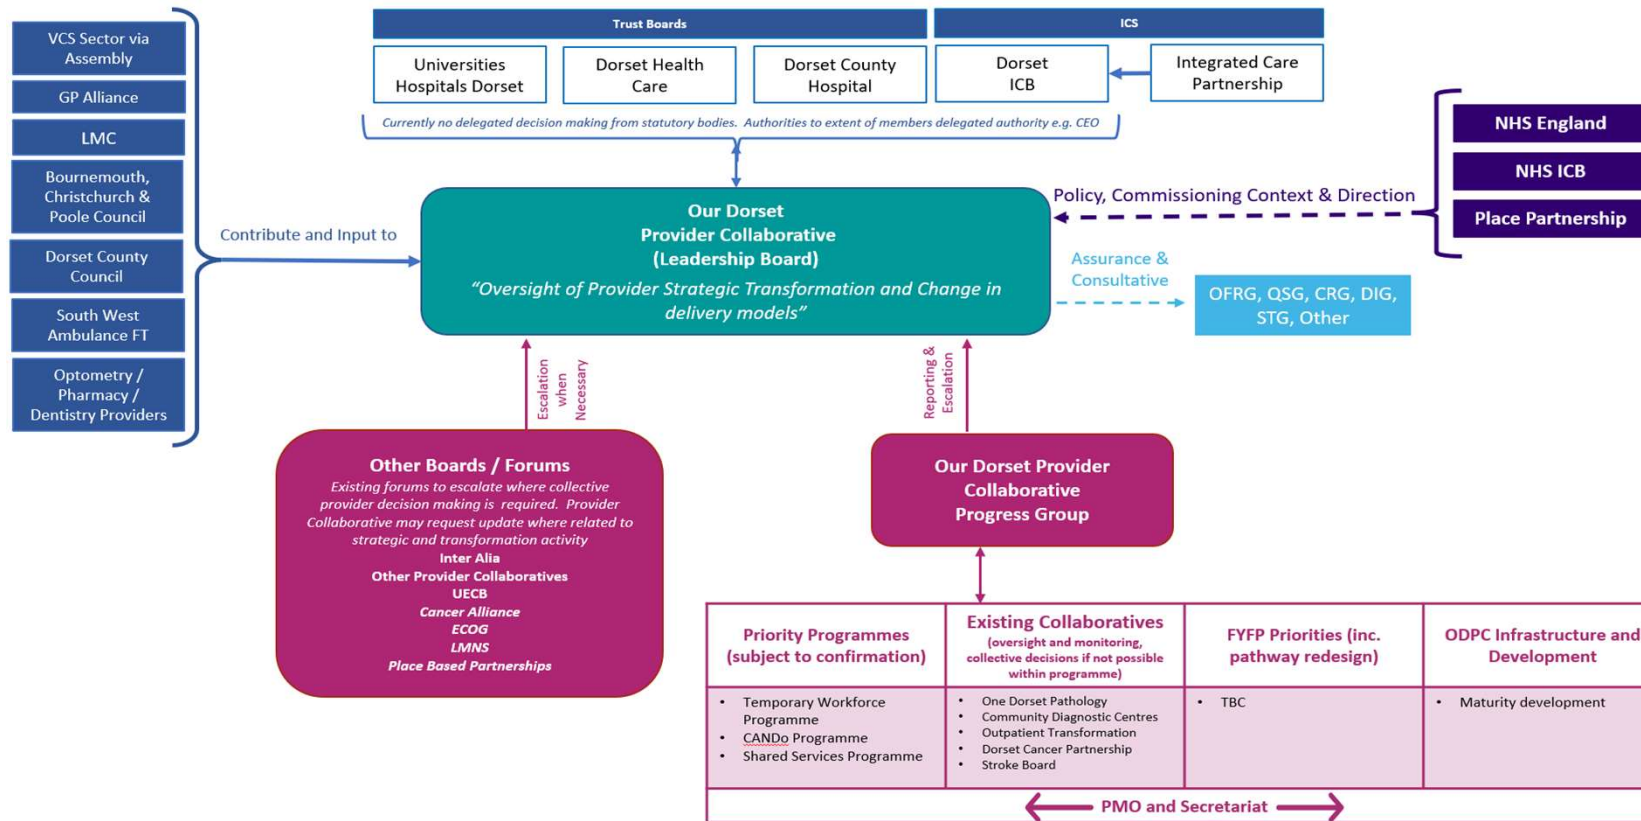 VCS Sector via
Assembly
GP Alliance
LMC
Bournemouth,
Christchurch &
Poole Council
Dorset County
Council
South West
Ambulance FT
Optometry /
Pharmacy /
Dentistry Providers
Contribute and Input to
Trust Boards
ICS
Universities
Hospitals Dorset
Dorset Health
Care
Dorset County
Hospital
Dorset
ICB
Integrated Care
Partnership
Currently no delegated decision making from statutory bodies.  Authorities to extent of members delegated authority e.g. CEO
Our Dorset
Provider Collaborative
(Leadership Board)
“Oversight of Provider Strategic Transformation and Change in
delivery models”
Policy, Commissioning Context & Direction
NHS England
NHS ICB
Place Partnership
Assurance &
Consultative
OFRG, QSG, CRG, DIG,
STG, Other
Escalation
when
Necessary
Reporting &
Escalation
Other Boards / Forums
Existing forums to escalate where collective
provider decision making is  required.  Provider
Collaborative may request update where related to
strategic and transformation activity
Inter Alia
Other Provider Collaboratives
UECB
Cancer Alliance
ECOG
LMNS
Place Based Partnerships
Our Dorset Provider
Collaborative
Progress Group
Priority Programmes
(subject to confirmation)
Existing Collaboratives
(oversight and monitoring,
collective decisions if not possible
within programme)
FYFP Priorities (inc.
pathway redesign)
ODPC Infrastructure and
Development
• Temporary Workforce
Programme
• CANDo Programme
• Shared Services Programme
• One Dorset Pathology
• Community Diagnostic Centres
• Outpatient Transformation
• Dorset Cancer Partnership
• Stroke Board
• TBC
• Maturity development
PMO and Secretariat